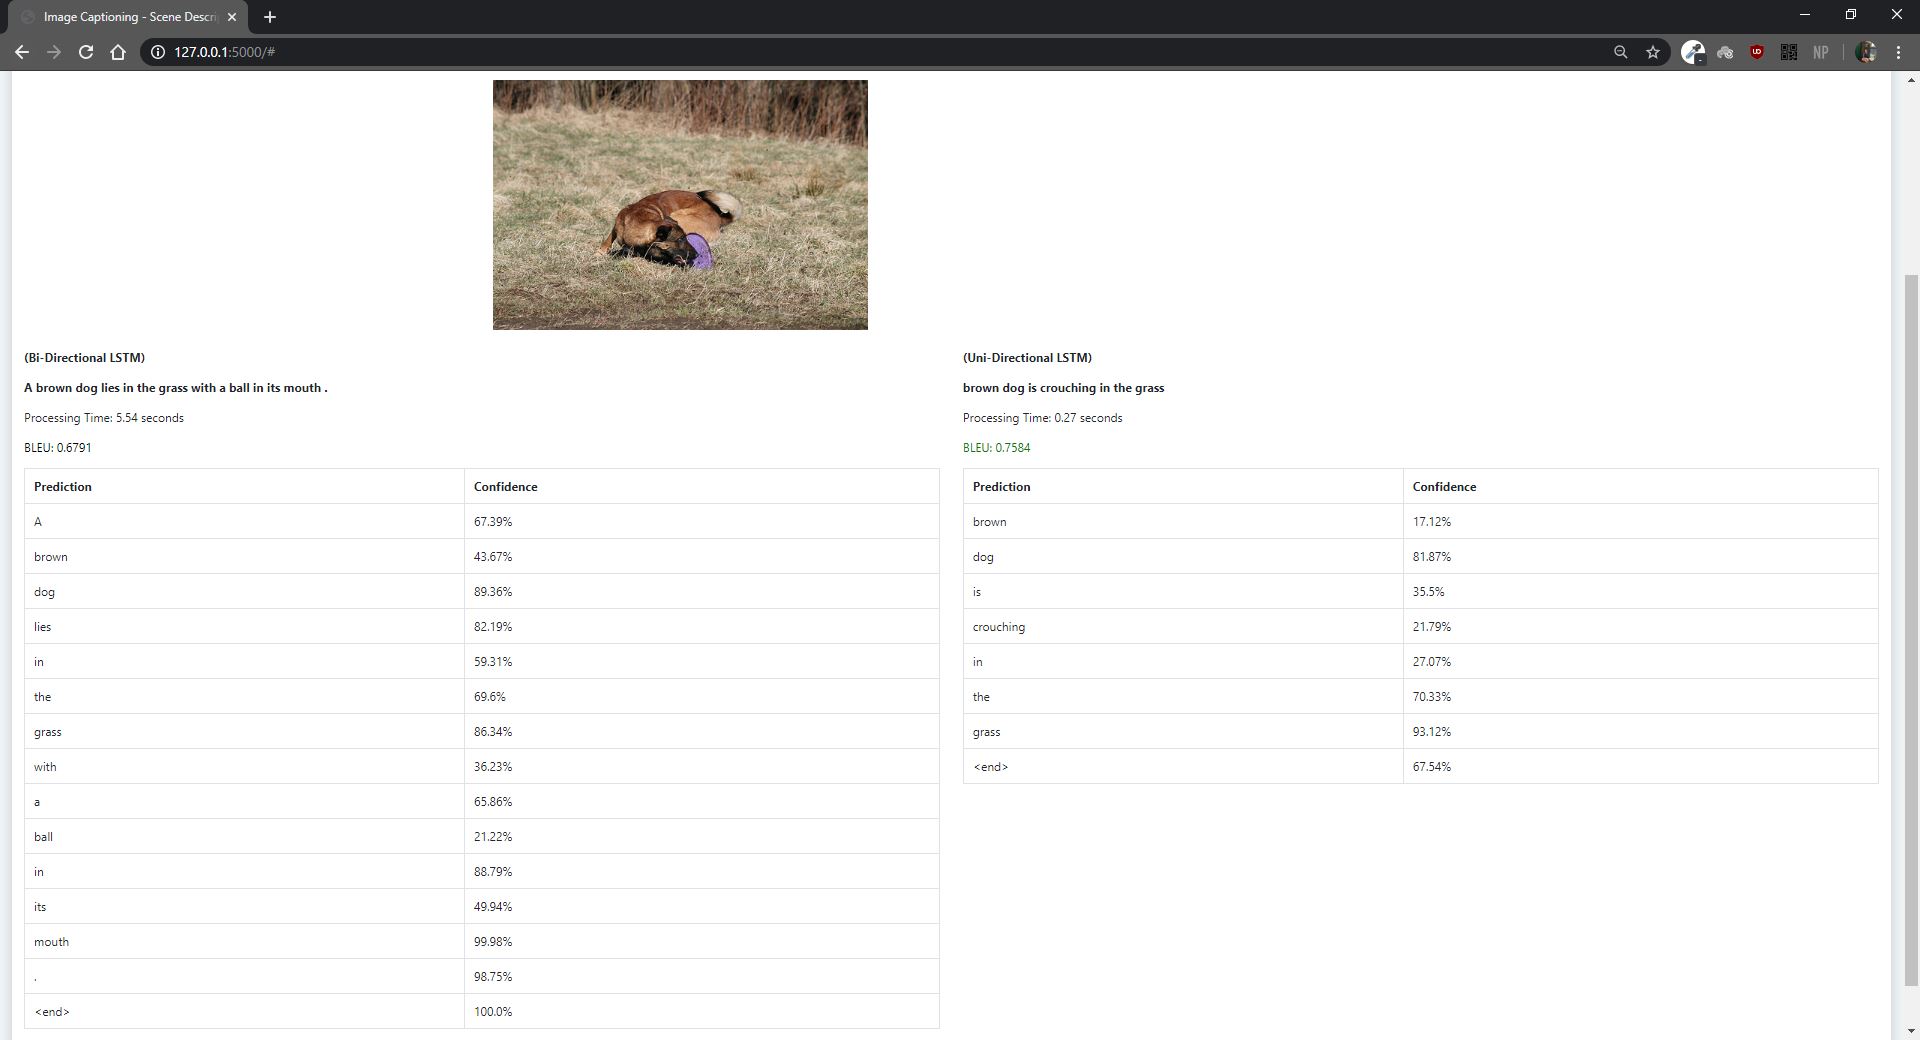 Image Captioning - Scene Descri
127.0.0.1:5000/#
NP
(Bi-Directional LSTM)
A brown dog lies in the grass with a ball in its mouth .
Processing Time: 5.54 seconds
BLEU: 0.6791
Prediction Confidence
A 67.39%
brown 43.67%
dog 89.36%
lies 82.19%
in 59.31%
the 69.6%
grass 86.34%
with 36.23%
a 65.86%
ball 21.22%
in 88.79%
its 49.94%
mouth 99.98%
. 98.75%
<end> 100.0%
(Uni-Directional LSTM)
brown dog is crouching in the grass
Processing Time: 0.27 seconds
BLEU: 0.7584
Prediction Confidence
brown 17.12%
dog 81.87%
is 35.5%
crouching 21.79%
in 27.07%
the 70.33%
grass 93.12%
<end> 67.54%